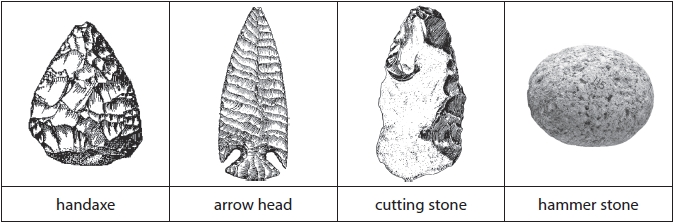 handaxe
arrow head
cutting stone
hammer stone